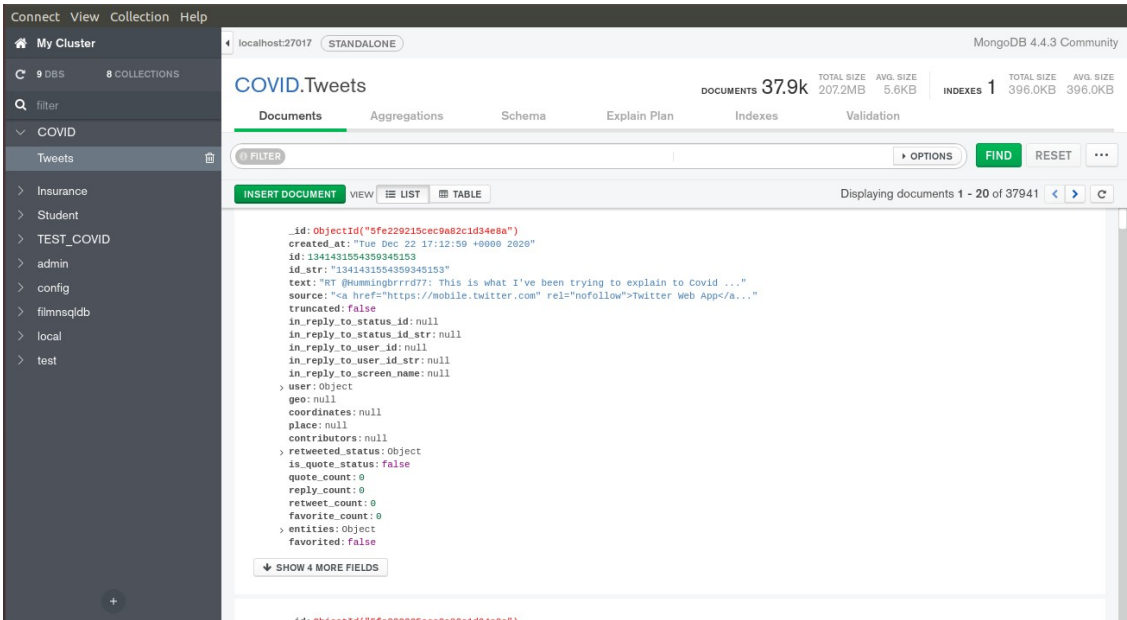 Connect View Collection Help
My Cluster
9 DBS 8 COLLECTIONS
filter
COVID
Tweets
Insurance
Student
TEST_COVID
admin
config
filmnsqldb
local
test
localhost:27017 STANDALONE MongoDB 4.4.3 Community
COVID.Tweets
DOCUMENTS 37.9k TOTAL SIZE 207.2MB AVG. SIZE 5.6KB INDEXES 1 TOTAL SIZE 396.0KB AVG. SIZE 396.0KB
Documents Aggregations Schema Explain Plan Indexes Validation
FILTER OPTIONS FIND RESET ...
INSERT DOCUMENT VIEW LIST TABLE Displaying documents 1 - 20 of 37941
_id:ObjectId("5fe229215cec9a82c1d34e8a")
created_at:"Tue Dec 22 17:12:59 +0000 2020"
id:1341431554359345153
id_str:"1341431554359345153"
text:"RT @Hummingbrrrd77: This is what I've been trying to explain to Covid ..."
source:"<a href="https://mobile.twitter.com" rel="nofollow">Twitter Web App</a..."
truncated:false
in_reply_to_status_id:null
in_reply_to_status_id_str:null
in_reply_to_user_id:null
in_reply_to_user_id_str:null
in_reply_to_screen_name:null
user:Object
geo:null
coordinates:null
place:null
contributors:null
retweeted_status:Object
is_quote_status:false
quote_count:0
reply_count:0
retweet_count:0
favorite_count:0
entities:Object
favorited:false
SHOW 4 MORE FIELDS